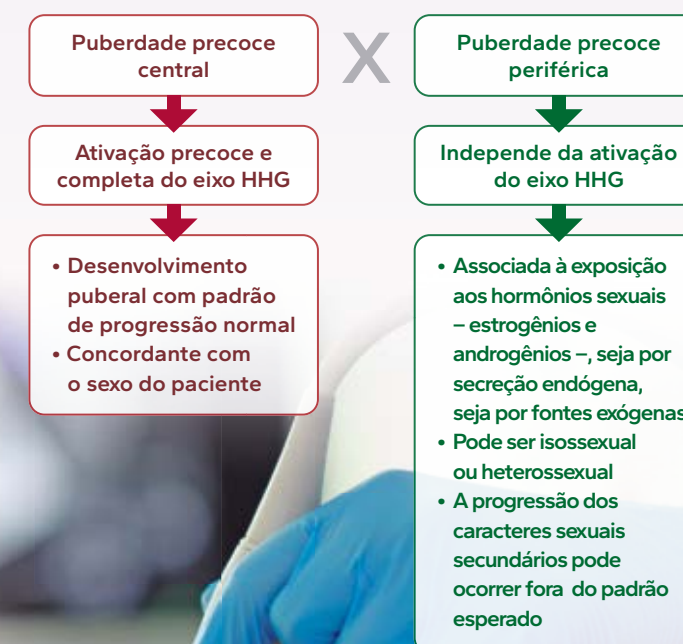 Puberdade precoce
central
X
Puberdade precoce
periférica
Ativação precoce e
completa do eixo HHG
Independe da ativação
do eixo HHG
• Desenvolvimento
puberal com padrão
de progressão normal
• Concordante com
o sexo do paciente
• Associada à exposição
aos hormônios sexuais
– estrogênios e
androgênios –, seja por
secreção endógena,
seja por fontes exógenas
• Pode ser isossexual
ou heterossexual
• A progressão dos
caracteres sexuais
secundários pode
ocorrer fora do padrão
esperado